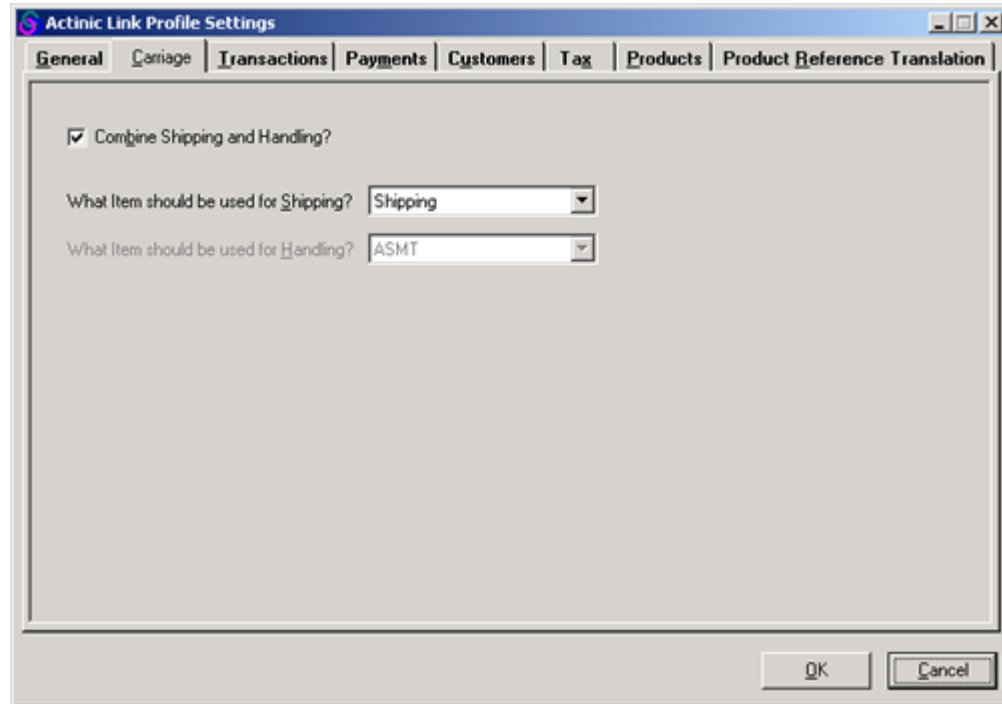 Actinic Link Profile Settings
General Carriage Transactions Payments Customers Tax Products Product Reference Translation
Combine Shipping and Handling?
What Item should be used for Shipping? Shipping
What Item should be used for Handling? ASMT
OK Cancel